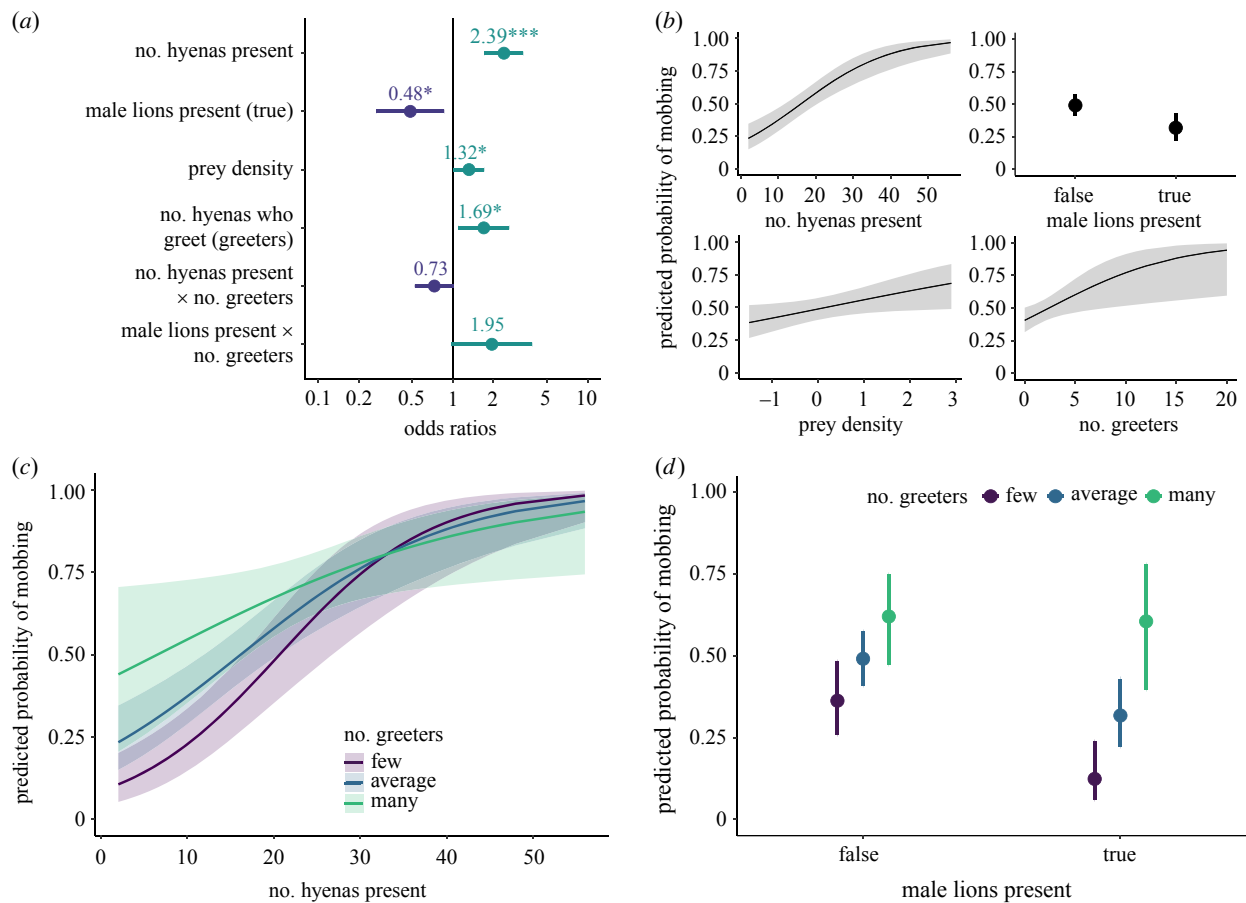 (a)
no. hyenas present
male lions present (true)
prey density
no. hyenas who
greet (greeters)
no. hyenas present
× no. greeters
male lions present ×
no. greeters
2.39***
0.48*
1.32*
1.69*
0.73
1.95
0.1 0.2 0.5 1 2 5 10
odds ratios
(b)
predicted probability of mobbing
1.00
0.75
0.50
0.25
0
0 10 20 30 40 50
no. hyenas present
1.00
0.75
0.50
0.25
0
false true
male lions present
1.00
0.75
0.50
0.25
0
–1 0 1 2 3
prey density
1.00
0.75
0.50
0.25
0
0 5 10 15 20
no. greeters
(c)
predicted probability of mobbing
1.00
0.75
0.50
0.25
0
no. greeters
few
average
many
0 10 20 30 40 50
no. hyenas present
(d)
predicted probability of mobbing
no. greeters few average many
1.00
0.75
0.50
0.25
0
false true
male lions present